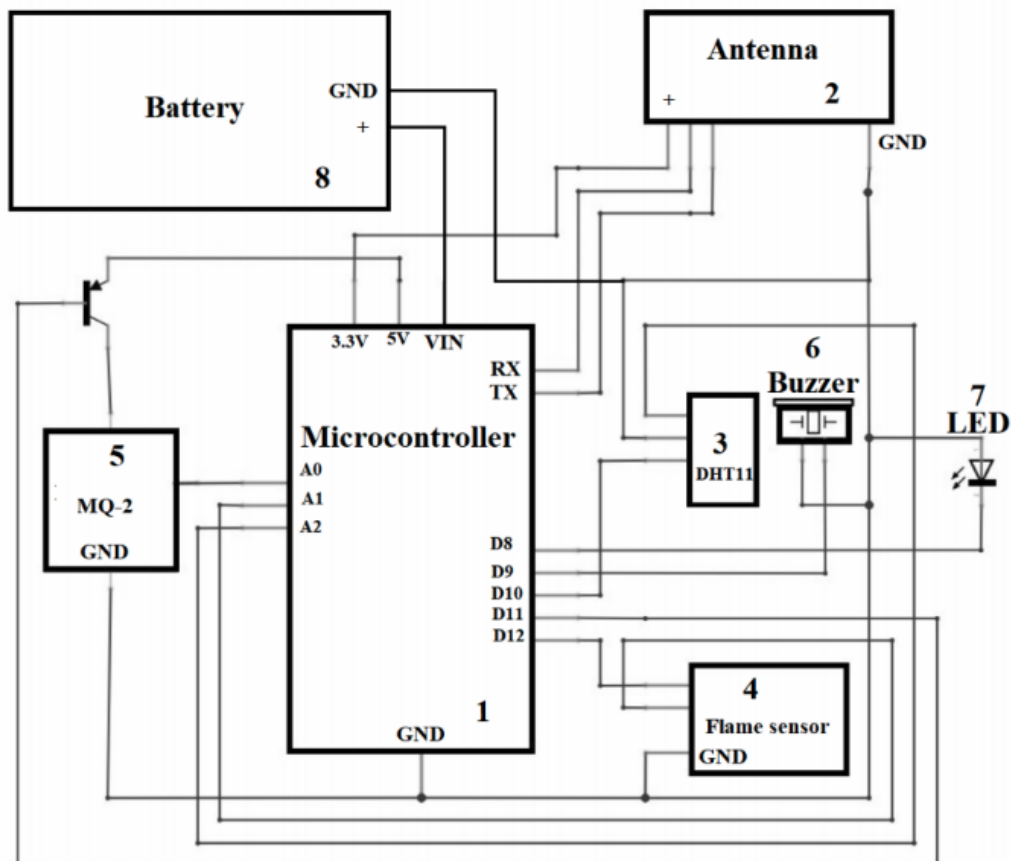 Battery
GND
+
8
Antenna
+
2
GND
3.3V
5V
VIN
RX
TX
Microcontroller
A0
A1
A2
D8
D9
D10
D11
D12
1
GND
5
MQ-2
GND
3
DHT11
6
Buzzer
7
LED
4
Flame sensor
GND